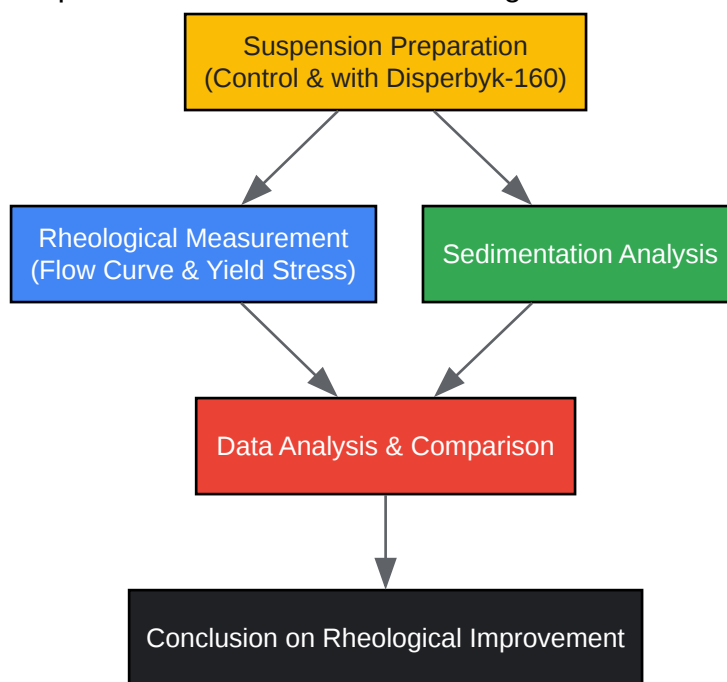 Suspension Preparation
(Control & with Disperbyk-160)
Rheological Measurement
(Flow Curve & Yield Stress)
Sedimentation Analysis
Data Analysis & Comparison
Conclusion on Rheological Improvement